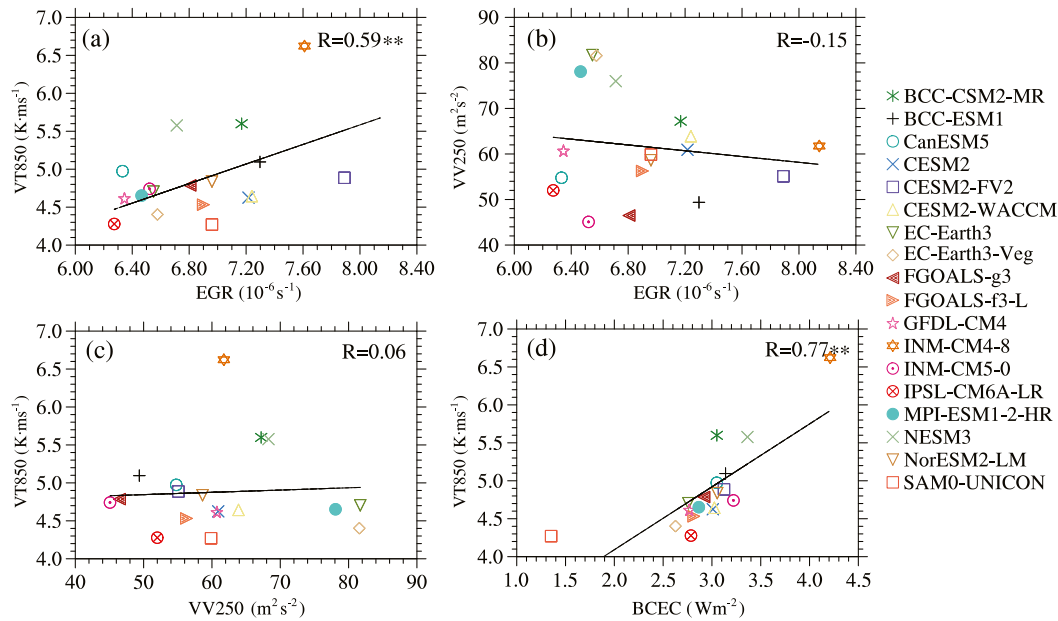 (a)
R=0.59**
VT850 (K·ms⁻¹)
7.0
6.5
6.0
5.5
5.0
4.5
4.0
6.00 6.40 6.80 7.20 7.60 8.00 8.40
EGR (10⁻⁶s⁻¹)
(b)
R=-0.15
VV250 (m²s⁻²)
90
80
70
60
50
40
6.00 6.40 6.80 7.20 7.60 8.00 8.40
EGR (10⁻⁶s⁻¹)
(c)
R=0.06
VT850 (K·ms⁻¹)
7.0
6.5
6.0
5.5
5.0
4.5
4.0
40 50 60 70 80 90
VV250 (m²s⁻²)
(d)
R=0.77**
VT850 (K·ms⁻¹)
7.0
6.5
6.0
5.5
5.0
4.5
4.0
1.0 1.5 2.0 2.5 3.0 3.5 4.0 4.5
BCEC (Wm⁻²)
BCC-CSM2-MR
BCC-ESM1
CanESM5
CESM2
CESM2-FV2
CESM2-WACCM
EC-Earth3
EC-Earth3-Veg
FGOALS-g3
FGOALS-f3-L
GFDL-CM4
INM-CM4-8
INM-CM5-0
IPSL-CM6A-LR
MPI-ESM1-2-HR
NESM3
NorESM2-LM
SAM0-UNICON